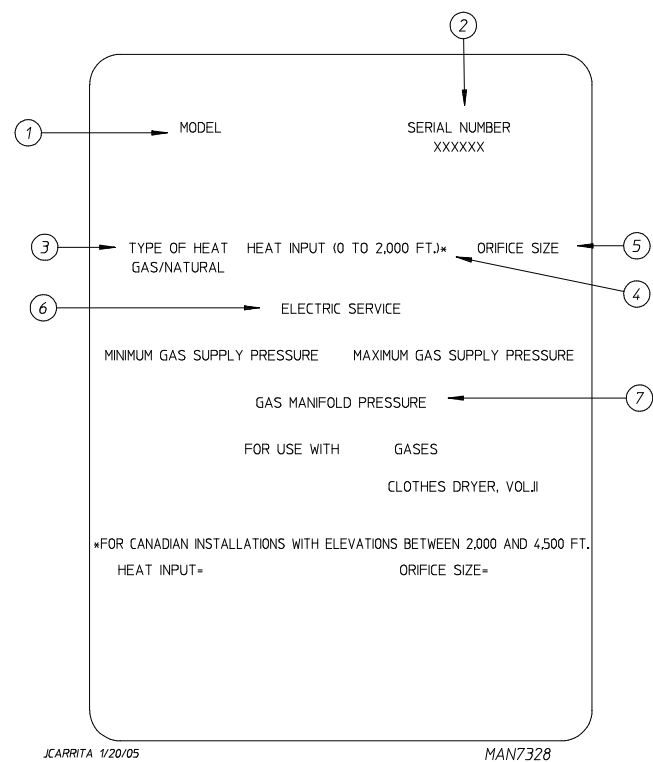 2
1
MODEL
SERIAL NUMBER
XXXXXX
3
TYPE OF HEAT HEAT INPUT (0 TO 2,000 FT.)* ORIFICE SIZE
5
GAS/NATURAL
4
6
ELECTRIC SERVICE
MINIMUM GAS SUPPLY PRESSURE MAXIMUM GAS SUPPLY PRESSURE
GAS MANIFOLD PRESSURE
7
FOR USE WITH GASES
CLOTHES DRYER, VOL.II
*FOR CANADIAN INSTALLATIONS WITH ELEVATIONS BETWEEN 2,000 AND 4,500 FT.
HEAT INPUT= ORIFICE SIZE=
JCARRITA 1/20/05 MAN7328